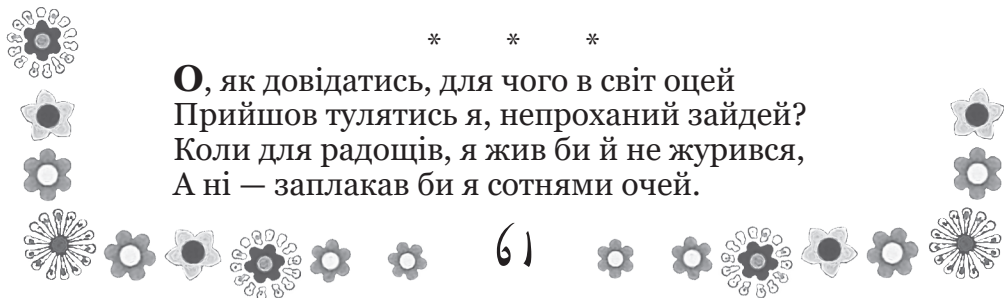 * * *
О, як довідатись, для чого в світ оцей
Прийшов тулятись я, непроханий зайдей?
Коли для радощів, я жив би й не журився,
А ні — заплакав би я сотнями очей.
61